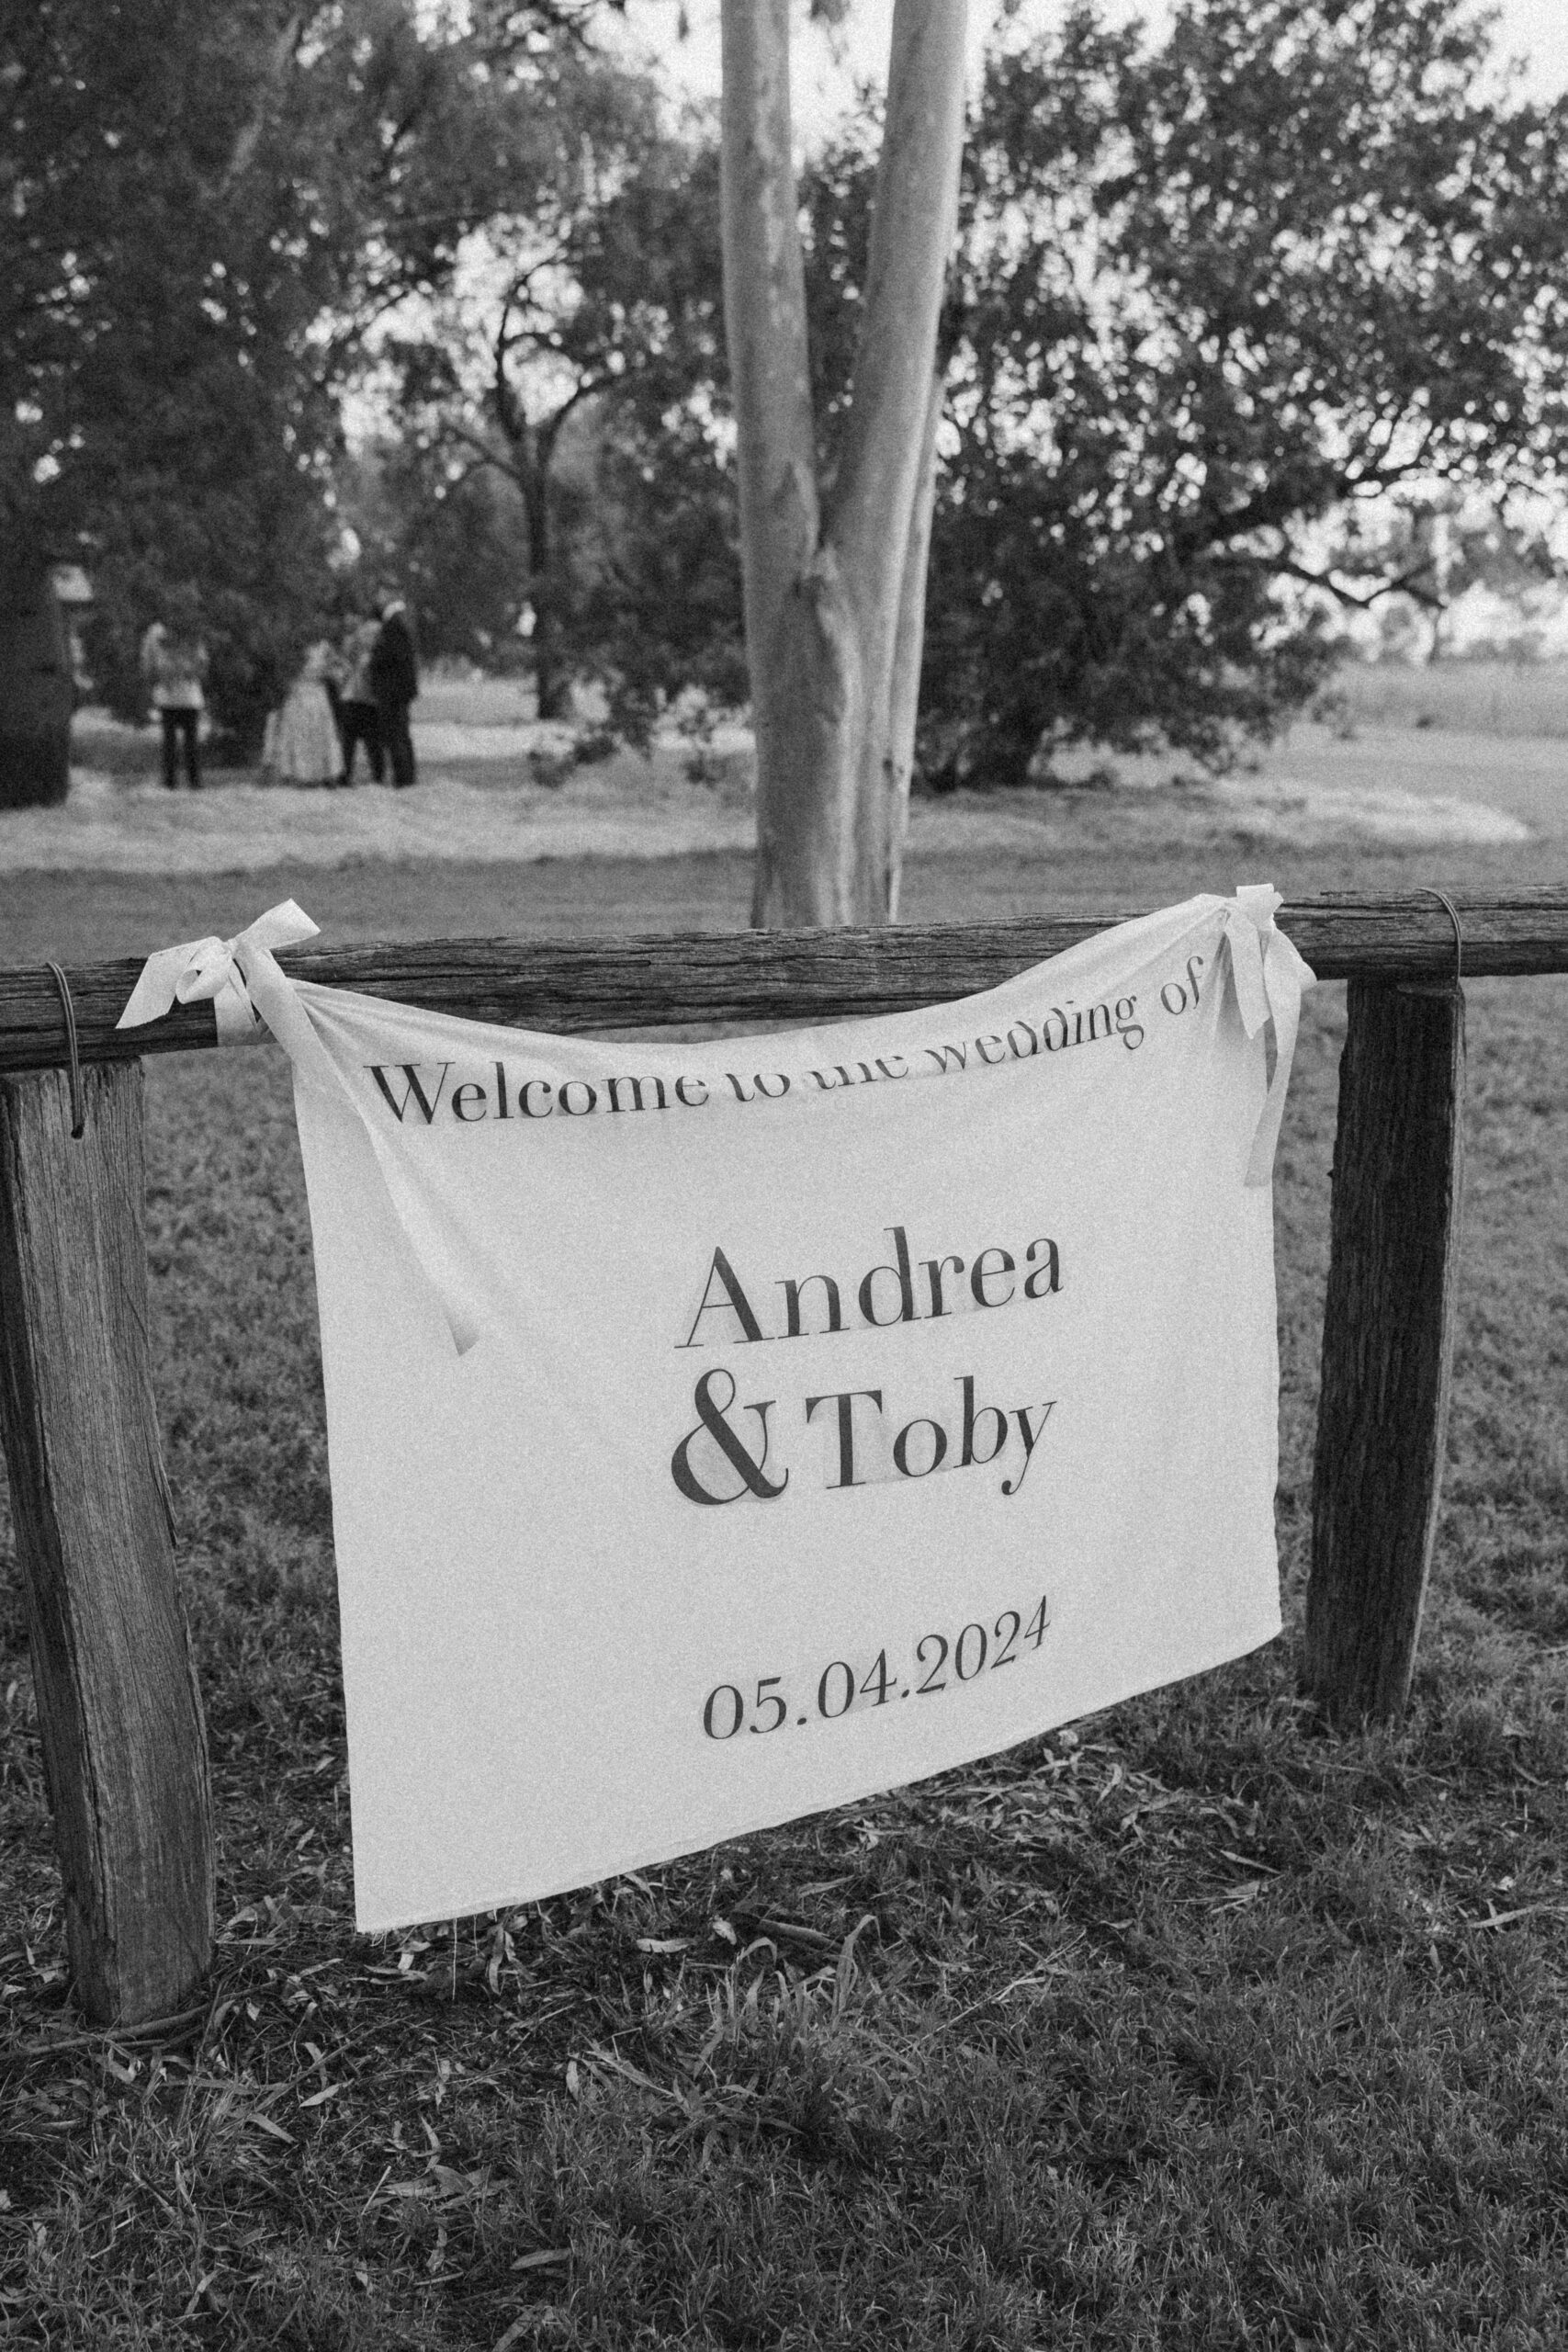 Welcome to the wedding of
Andrea
& Toby
05.04.2024